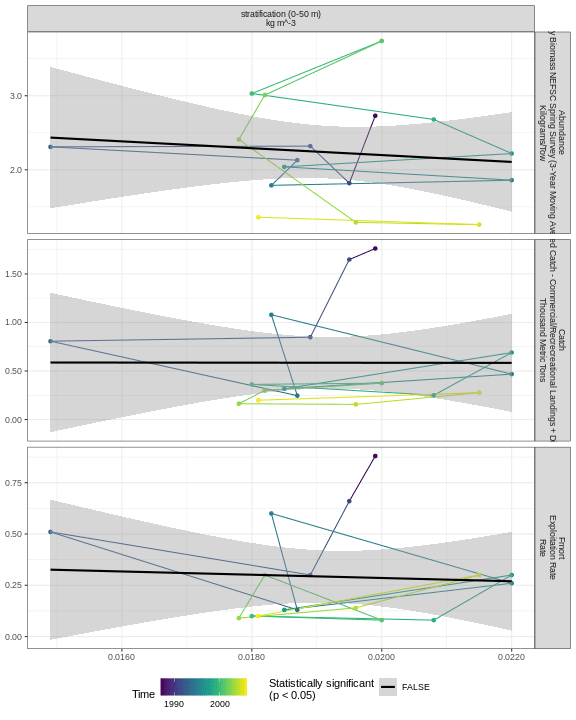 stratification (0-50 m)
kg m^-3
3.0
2.0
Abundance
Biomass NEFSC Spring Survey (3-Year Moving
Kilograms/Tow
1.50
1.00
0.50
0.00
Catch
Catch - Commercial/Recreational Landings + D
Thousand Metric Tons
0.75
0.50
0.25
0.00
Fmort
Exploitation Rate
Rate
0.0160 0.0180 0.0200 0.0220
Time
1990 2000
Statistically significant
(p < 0.05)
FALSE